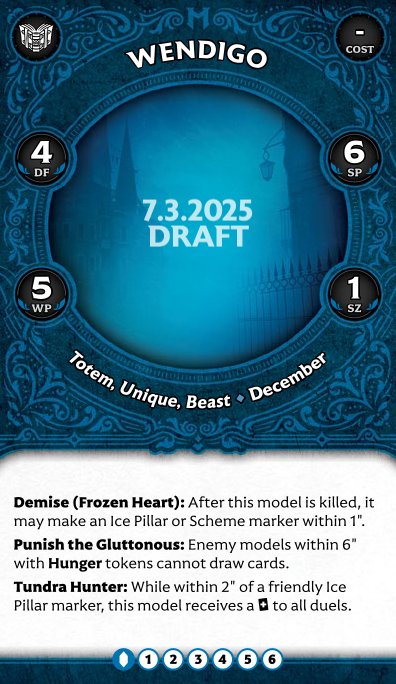 -
COST
WENDIGO
4
DF
6
SP
7.3.2025
DRAFT
5
WP
1
SZ
Totem, Unique, Beast ◆ December
Demise (Frozen Heart): After this model is killed, it
may make an Ice Pillar or Scheme marker within 1".
Punish the Gluttonous: Enemy models within 6"
with Hunger tokens cannot draw cards.
Tundra Hunter: While within 2" of a friendly Ice
Pillar marker, this model receives a to all duels.
1 2 3 4 5 6